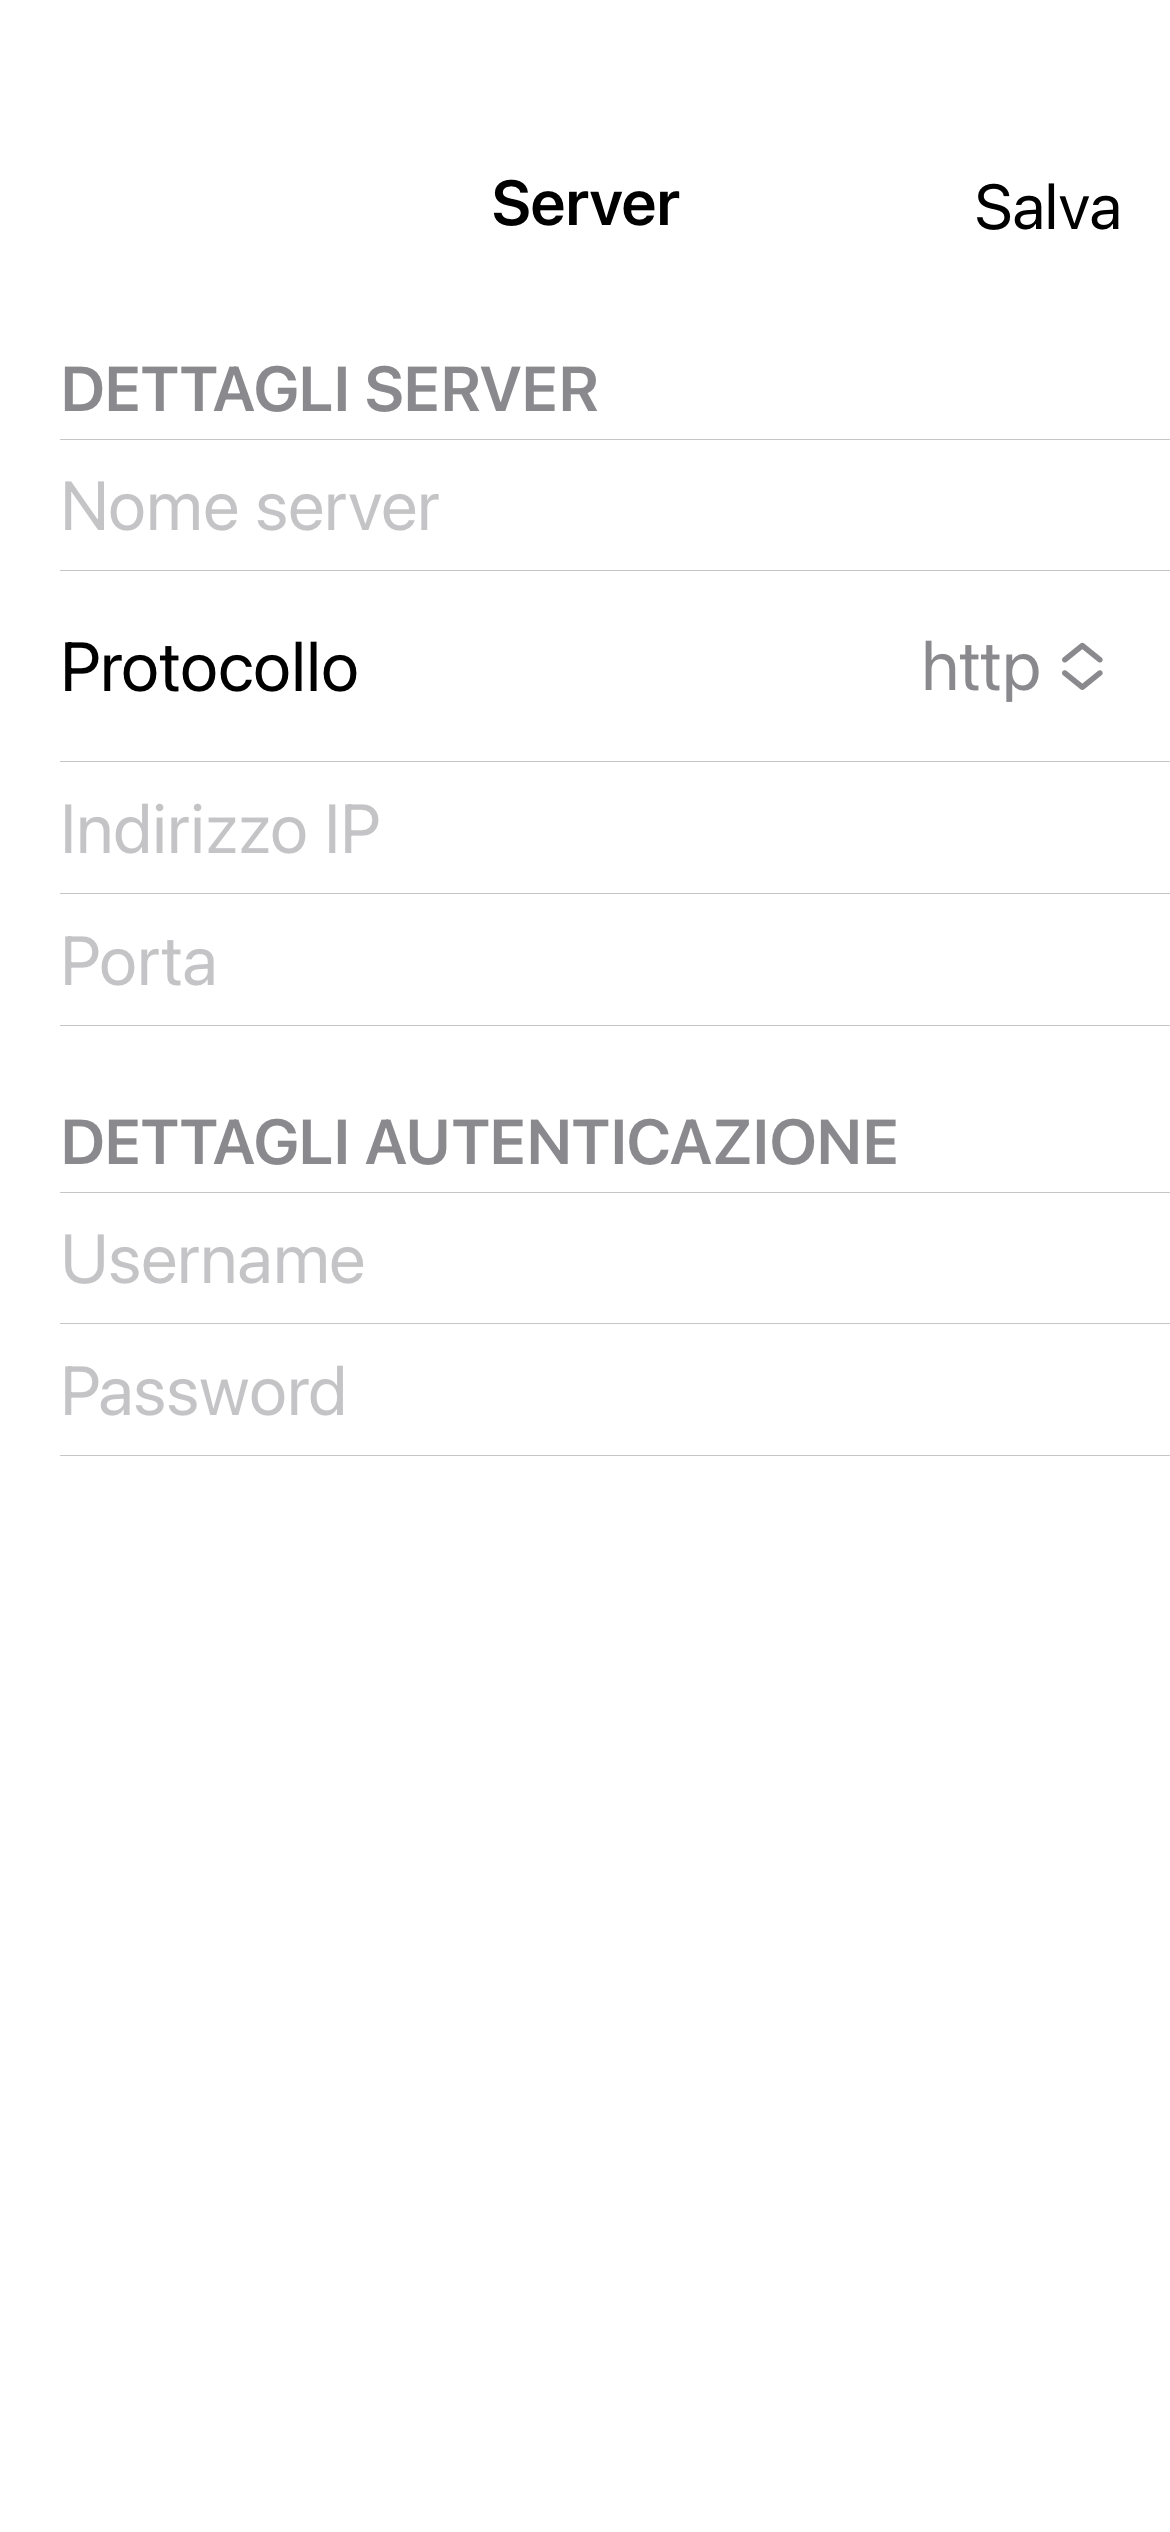 Server
Salva
DETTAGLI SERVER
Nome server
Protocollo
http
Indirizzo IP
Porta
DETTAGLI AUTENTICAZIONE
Username
Password